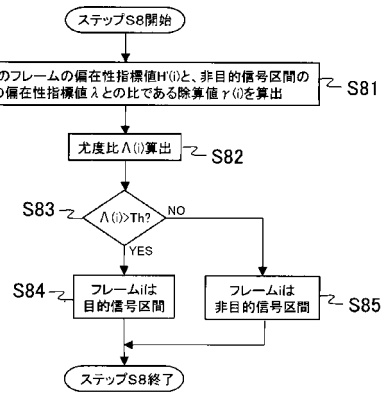 ステップS8開始
のフレームの偏在性指標値H'(i)と、非目的信号区間の
の偏在性指標値λとの比である除算値γ(i)を算出
S81
尤度比Λ(i)算出
S82
S83
Λ(i)>Th?
NO
YES
S84
フレームiは
目的信号区間
フレームiは
非目的信号区間
S85
ステップS8終了